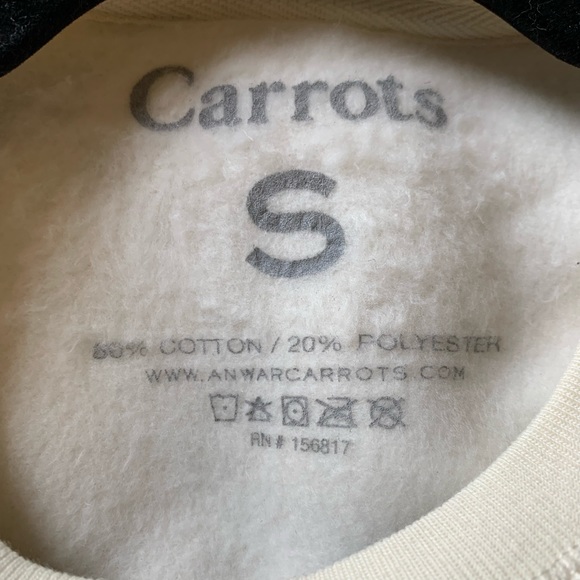 Carrots
S
80% COTTON / 20% POLYESTER
WWW.ANWARCARROTS.COM
RN # 156817